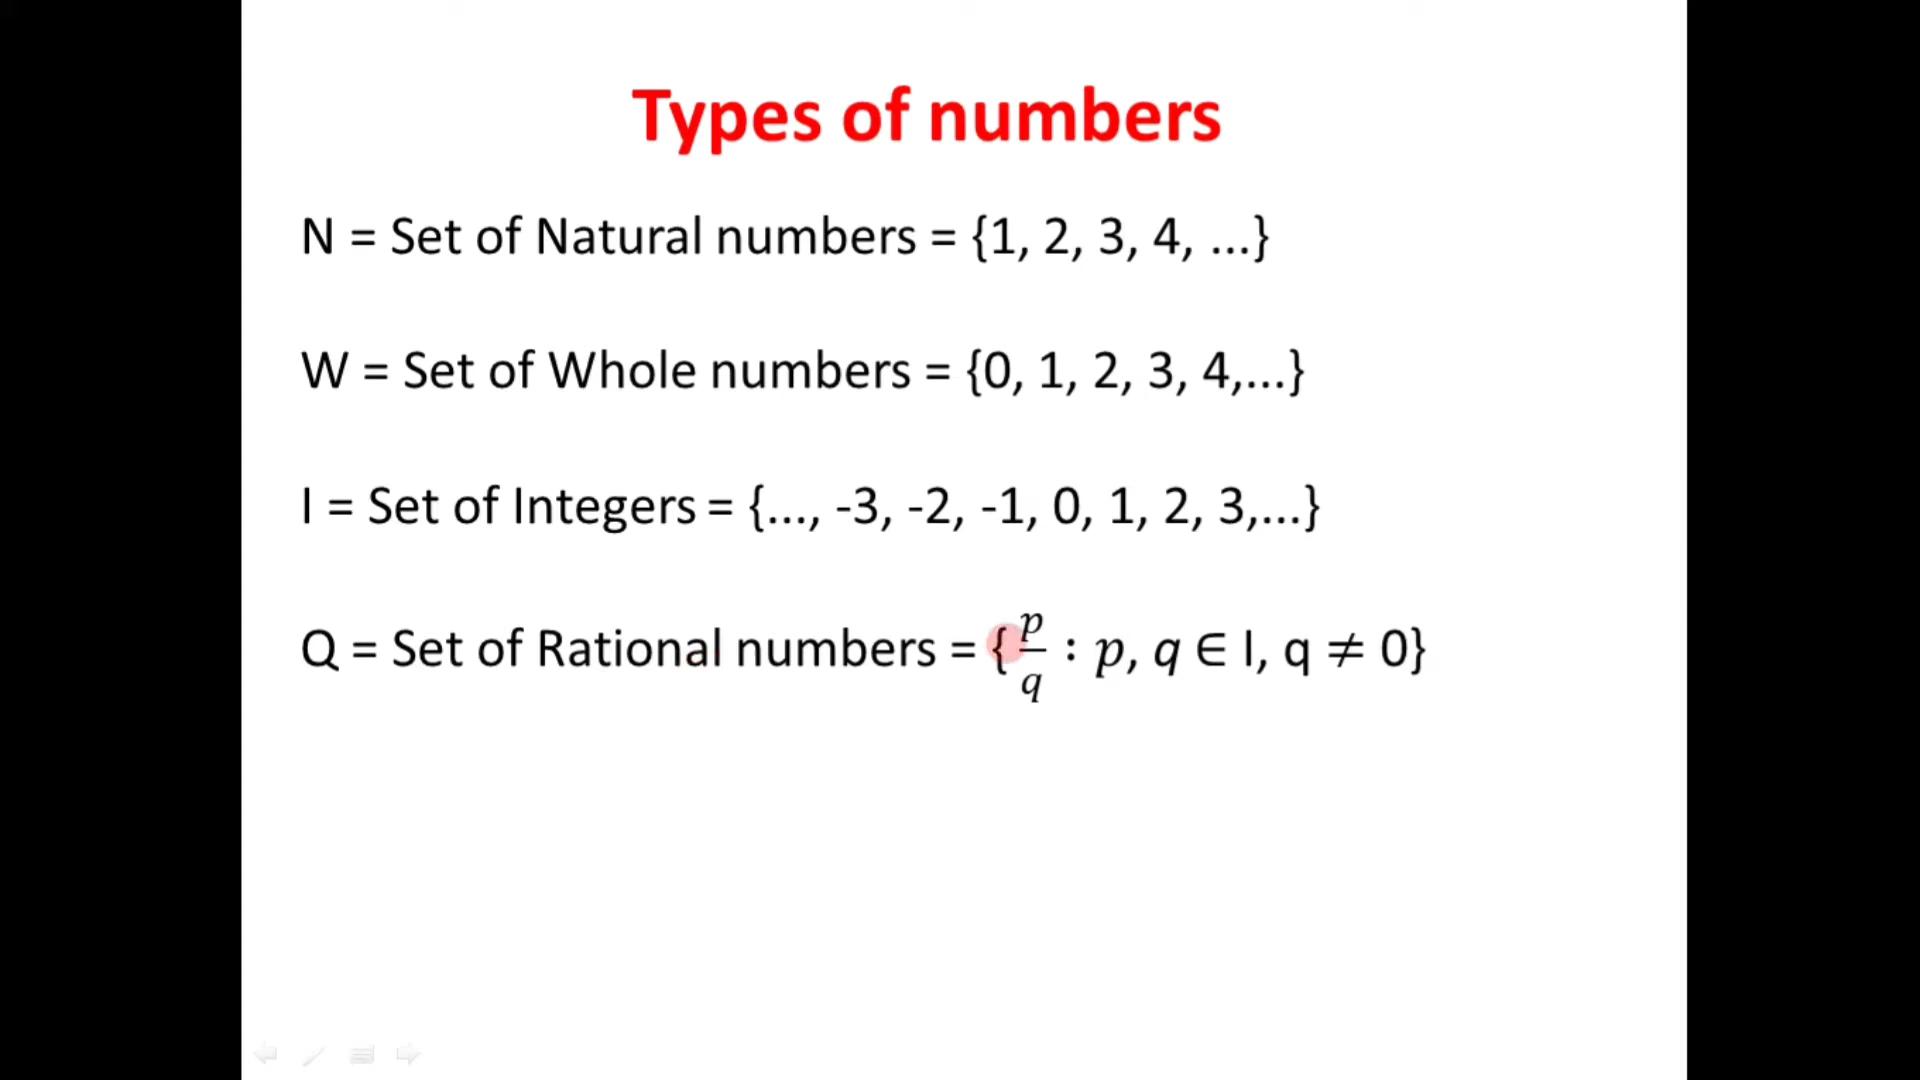 Types of numbers
N = Set of Natural numbers = {1, 2, 3, 4, ...}
W = Set of Whole numbers = {0, 1, 2, 3, 4,...}
I = Set of Integers = {..., -3, -2, -1, 0, 1, 2, 3,...}
Q = Set of Rational numbers = {p/q : p, q ∈ I, q ≠ 0}